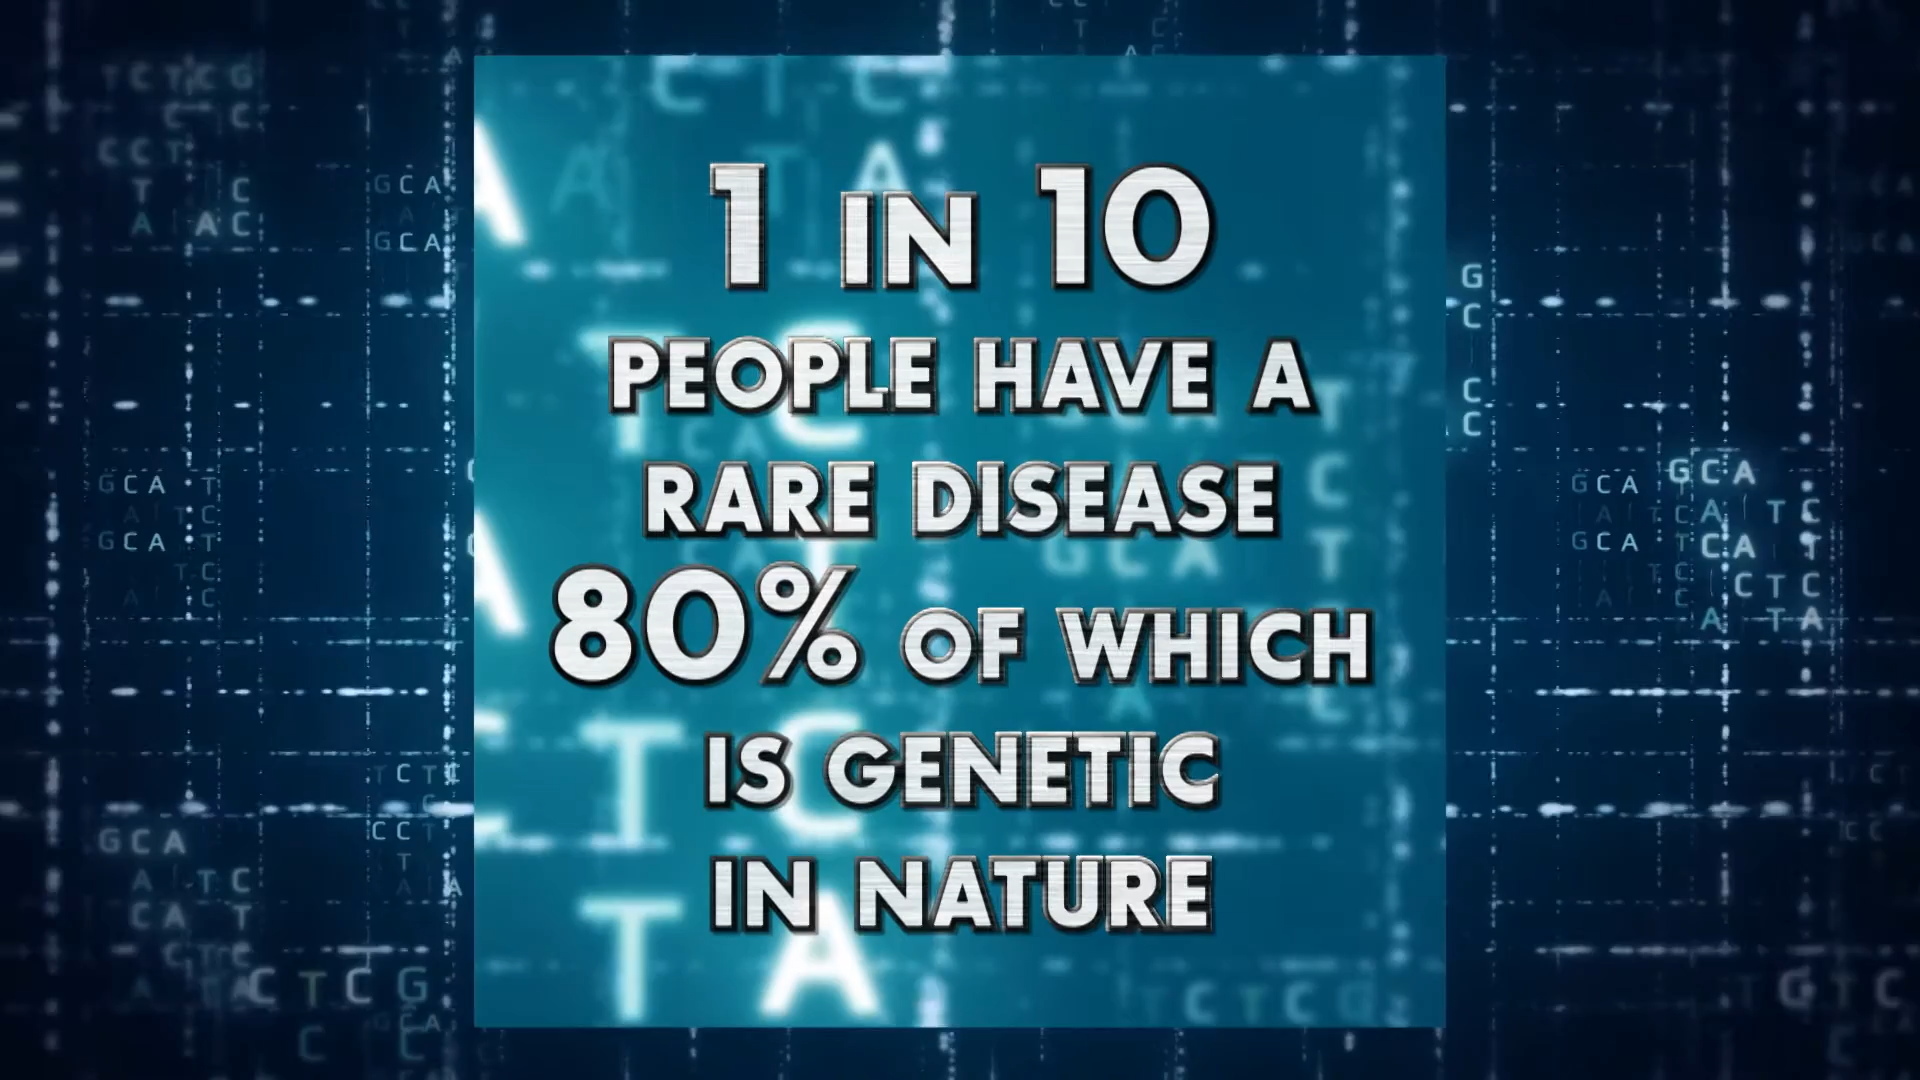 1 IN 10
PEOPLE HAVE A
RARE DISEASE
80% OF WHICH
IS GENETIC
IN NATURE